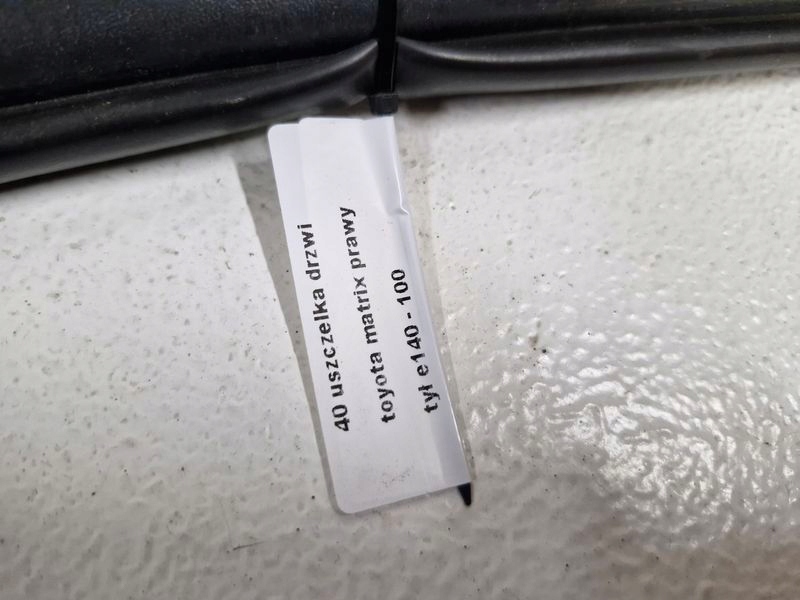 40 uszczelka drzwi
toyota matrix prawy
tył e140 - 100